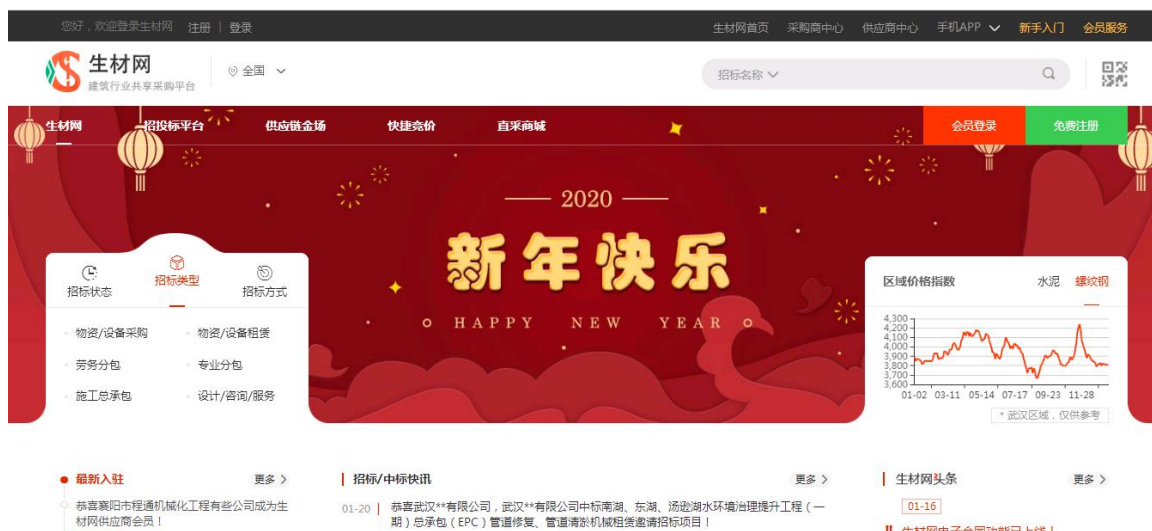 您好，欢迎登录生材网 注册 | 登录 生材网首页 采购商中心 供应商中心 手机APP 新手入门 会员服务
生材网
建筑行业共享采购平台
全国
招标名称
生材网 招投标平台 供应链金场 快捷竞价 直采商城 会员登录 免费注册
2020
新年快乐
HAPPY NEW YEAR
招标状态 招标类型 招标方式
物资/设备采购 物资/设备租赁
劳务分包 专业分包
施工总承包 设计/咨询/服务
区域价格指数 水泥 螺纹钢
4,300
4,200
4,100
4,000
3,900
3,800
3,700
3,600
01-02 03-11 05-14 07-17 09-23 11-28
* 武汉区域，仅供参考
最新入驻 更多 >
恭喜襄阳市程通机械化工程有些公司成为生
材网供应商会员！
招标/中标快讯 更多 >
01-20 恭喜武汉**有限公司，武汉**有限公司中标南湖、东湖、汤逊湖水环境治理提升工程（一
期）总承包（EPC）管道修复、管道清淤机械租赁邀请招标项目！
生材网头条 更多 >
01-16
生材网电子合同功能已上线！